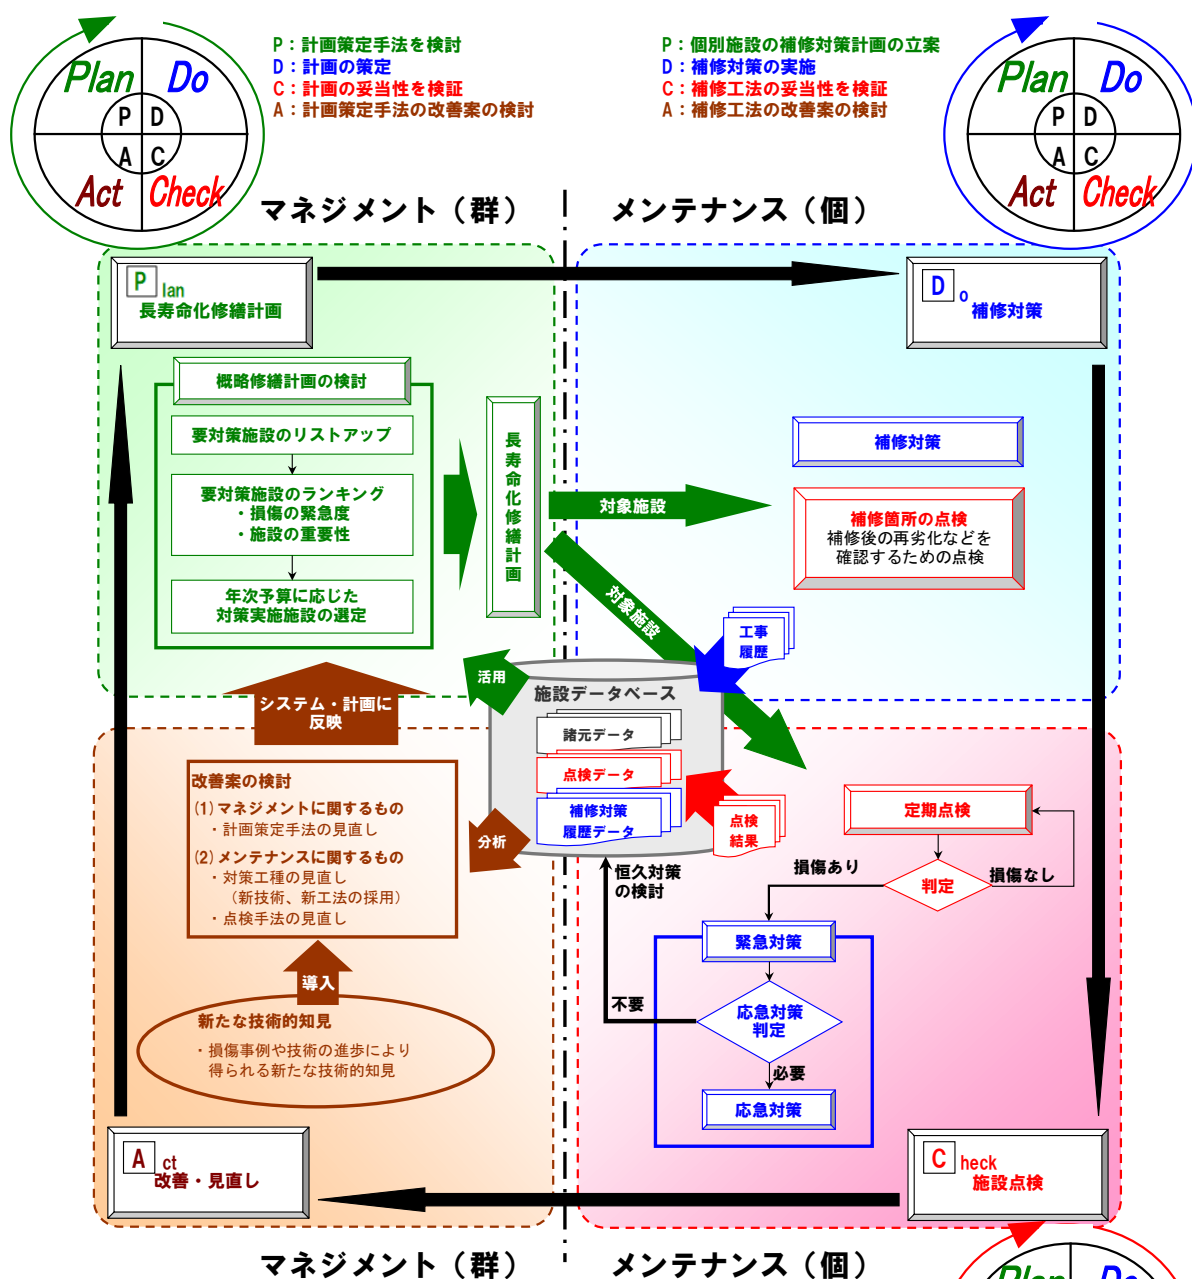 Plan
Do
P
D
A
C
Act
Check
P：計画策定手法を検討
D：計画の策定
C：計画の妥当性を検証
A：計画策定手法の改善案の検討
P：個別施設の補修対策計画の立案
D：補修対策の実施
C：補修工法の妥当性を検証
A：補修工法の改善案の検討
Plan
Do
P
D
A
C
Act
Check
マネジメント（群）
メンテナンス（個）
P lan
長寿命化修繕計画
D o
補修対策
概略修繕計画の検討
要対策施設のリストアップ
要対策施設のランキング
・損傷の緊急度
・施設の重要性
年次予算に応じた
対策実施施設の選定
長寿命化修繕計画
対象施設
対象施設
補修対策
補修箇所の点検
補修後の再劣化などを
確認するための点検
工事
履歴
活用
施設データベース
諸元データ
点検データ
補修対策
履歴データ
分析
点検
結果
システム・計画に
反映
改善案の検討
(1) マネジメントに関するもの
・計画策定手法の見直し
(2) メンテナンスに関するもの
・対策工種の見直し
（新技術、新工法の採用）
・点検手法の見直し
導入
新たな技術的知見
・損傷事例や技術の進歩により
得られる新たな技術的知見
定期点検
判定
損傷あり
損傷なし
恒久対策
の検討
緊急対策
応急対策
判定
不要
必要
応急対策
A ct
改善・見直し
C heck
施設点検
マネジメント（群）
メンテナンス（個）
Plan
Do